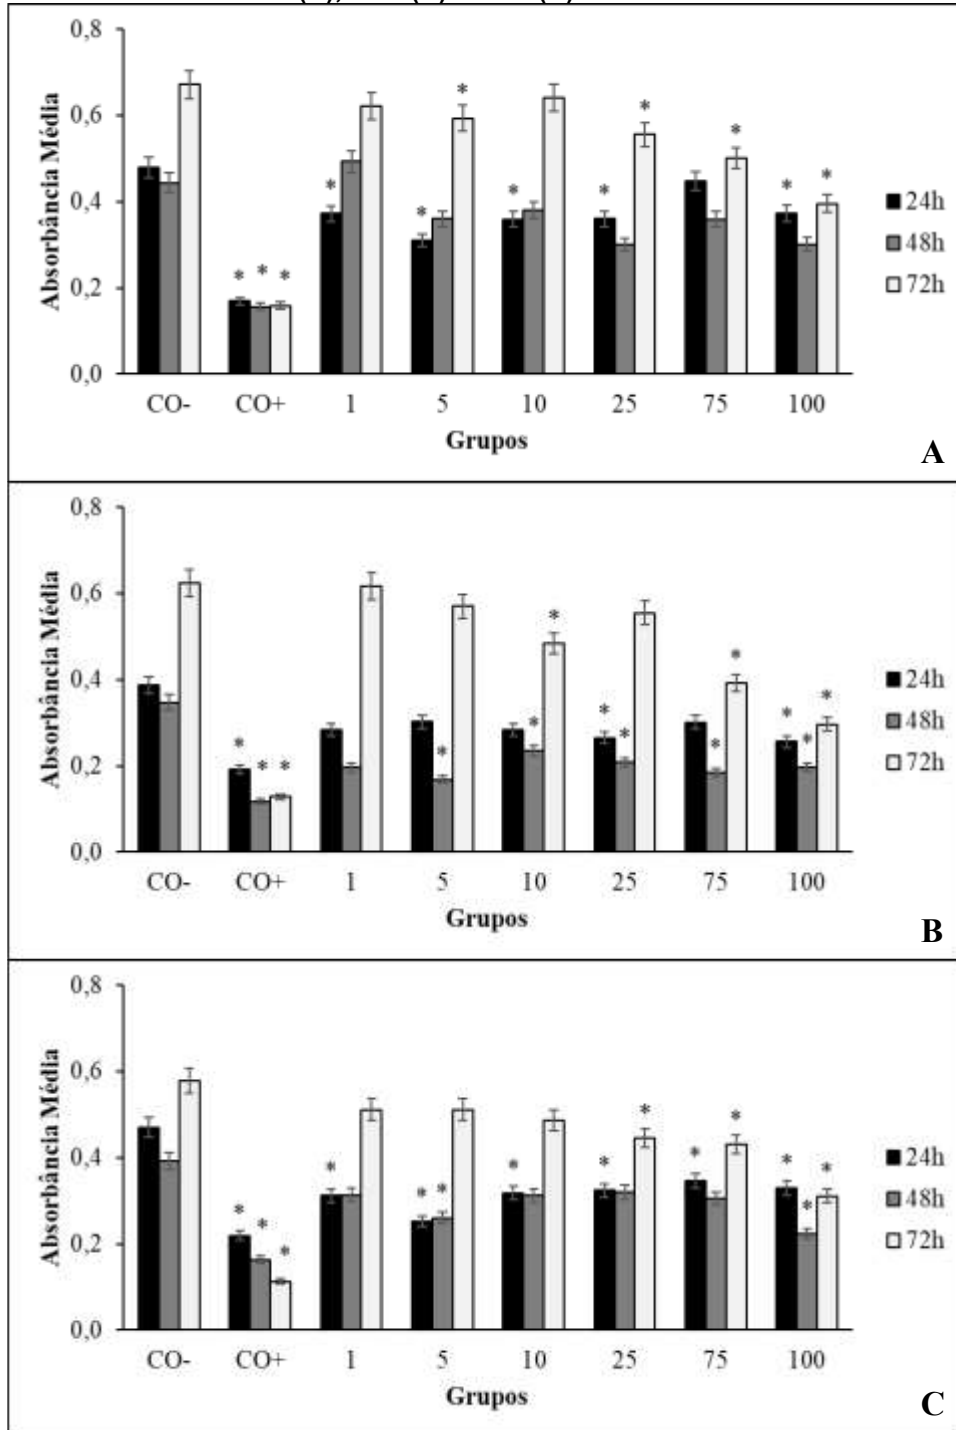 0,8
0,6
0,4
0,2
0,0
Absorbância Média
* * * * * * * * * * * *
CO- CO+ 1 5 10 25 75 100
Grupos
24h
48h
72h
A
0,8
0,6
0,4
0,2
0,0
Absorbância Média
* * * * * * * * * * * * *
CO- CO+ 1 5 10 25 75 100
Grupos
24h
48h
72h
B
0,8
0,6
0,4
0,2
0,0
Absorbância Média
* * * * * * * * * * * * * *
CO- CO+ 1 5 10 25 75 100
Grupos
24h
48h
72h
C